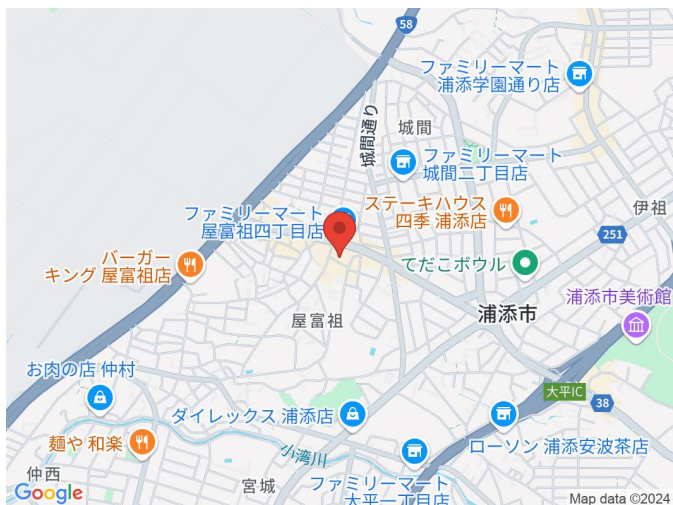 58
ファミリーマート
浦添学園通り店
城間通り
城間
ファミリーマート
城間二丁目店
伊祖
ステーキハウス
四季 浦添店
ファミリーマート
屋富祖四丁目店
251
バーガー
キング 屋富祖店
てだこボウル
浦添市美術館
浦添市
屋富祖
お肉の店 仲村
大平IC
38
ダイレックス 浦添店
麺や 和楽
ローソン 浦添安波茶店
小湾川
仲西
宮城
ファミリーマート
大平一丁目店
Google
Map data ©2024